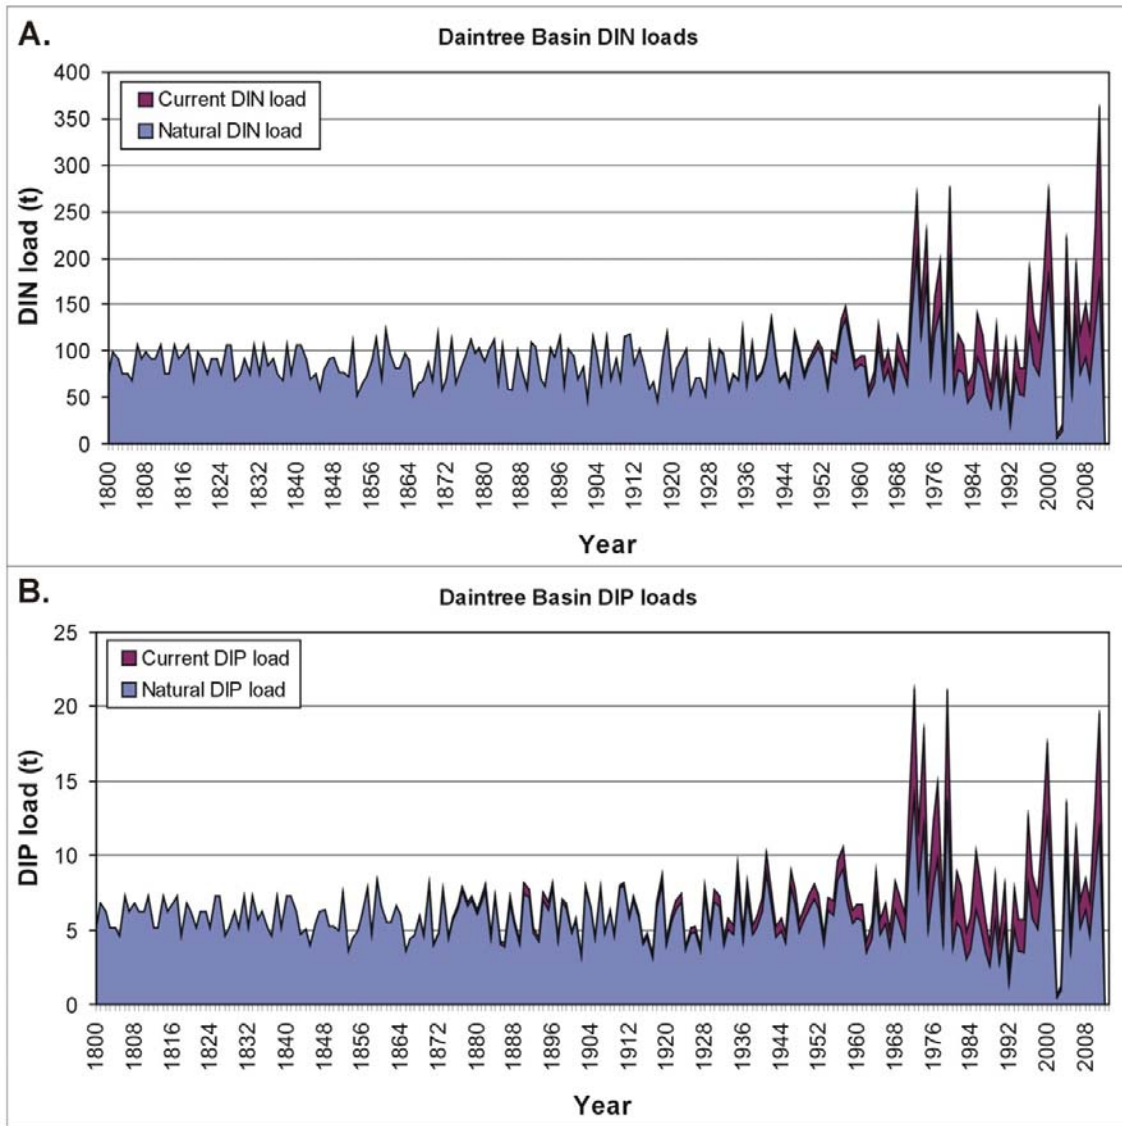 A.
Daintree Basin DIN loads
400
350
300
250
200
150
100
50
0
DIN load (t)
Current DIN load
Natural DIN load
1800 1808 1816 1824 1832 1840 1848 1856 1864 1872 1880 1888 1896 1904 1912 1920 1928 1936 1944 1952 1960 1968 1976 1984 1992 2000 2008
Year
B.
Daintree Basin DIP loads
25
20
15
10
5
0
DIP load (t)
Current DIP load
Natural DIP load
1800 1808 1816 1824 1832 1840 1848 1856 1864 1872 1880 1888 1896 1904 1912 1920 1928 1936 1944 1952 1960 1968 1976 1984 1992 2000 2008
Year